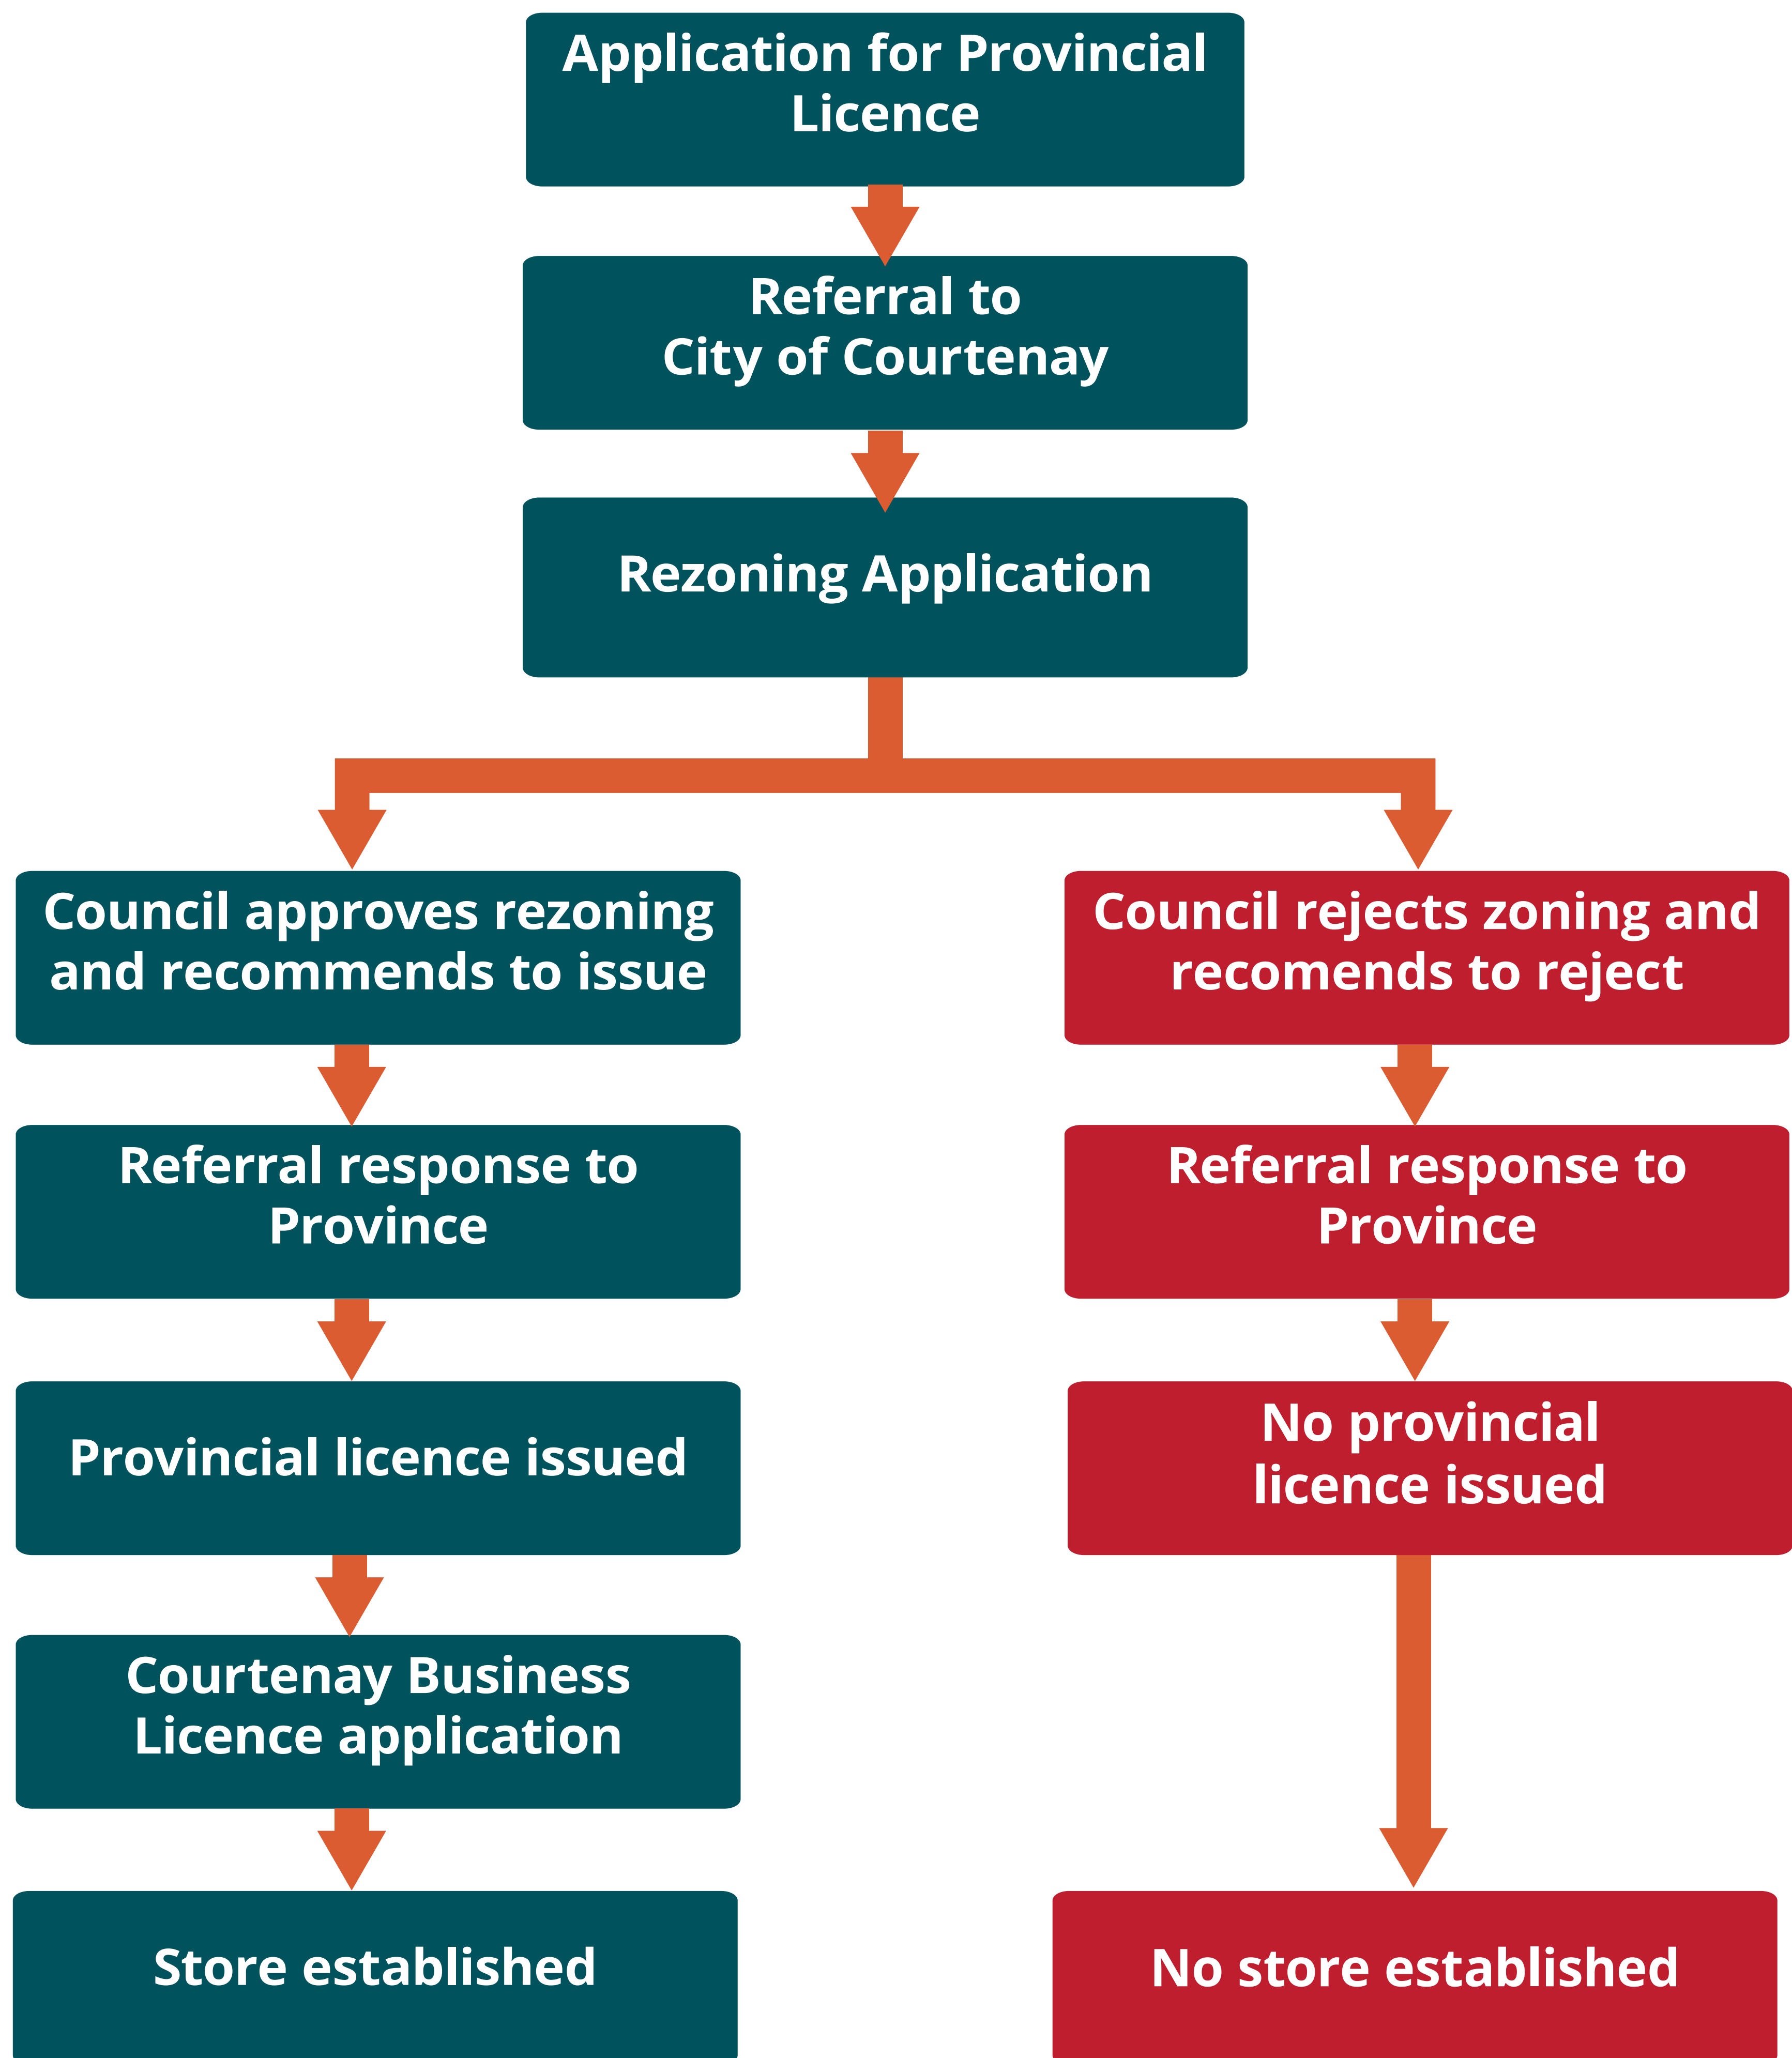 Application for Provincial
Licence
Referral to
City of Courtenay
Rezoning Application
Council approves rezoning
and recommends to issue
Council rejects zoning and
recomends to reject
Referral response to
Province
Referral response to
Province
Provincial licence issued
No provincial
licence issued
Courtenay Business
Licence application
Store established
No store established